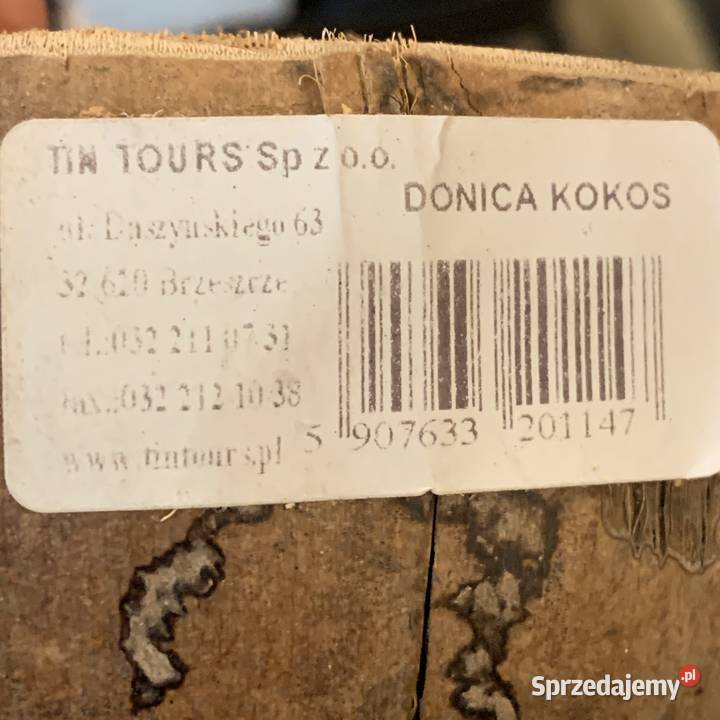 TIN TOURS Sp z o.o.
DONICA KOKOS
ul. Daszynskiego 63
32 620 Brzeszcze
tel.:032 211 07 31
fax.:032 212 10 38
www.tintours.pl
5 907633 201147
Sprzedajemy.pl